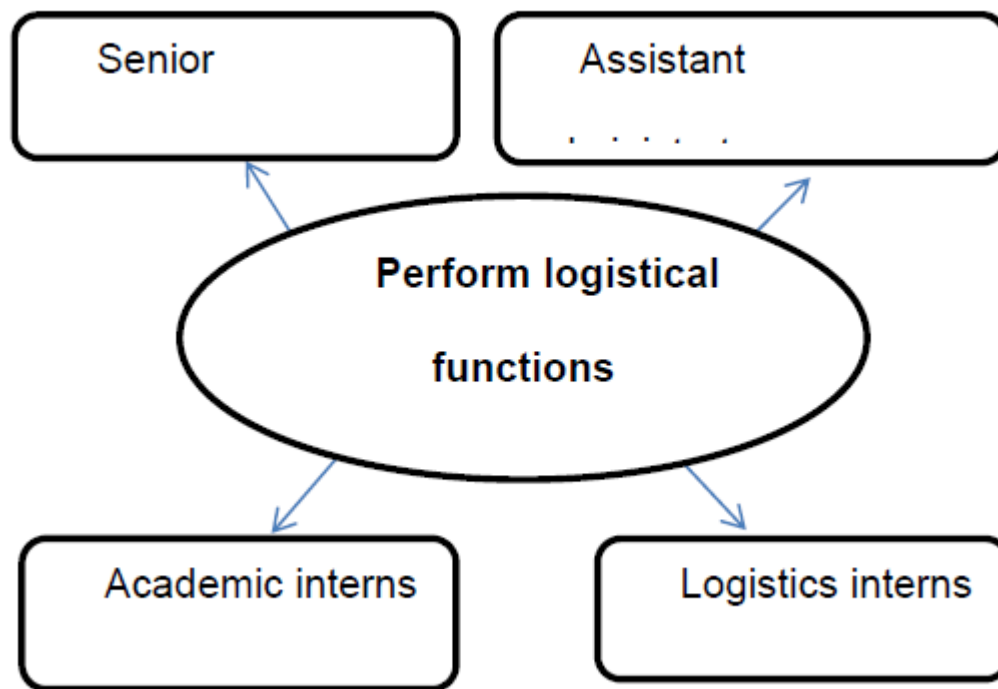 Senior
Assistant
Perform logistical
functions
Academic interns
Logistics interns